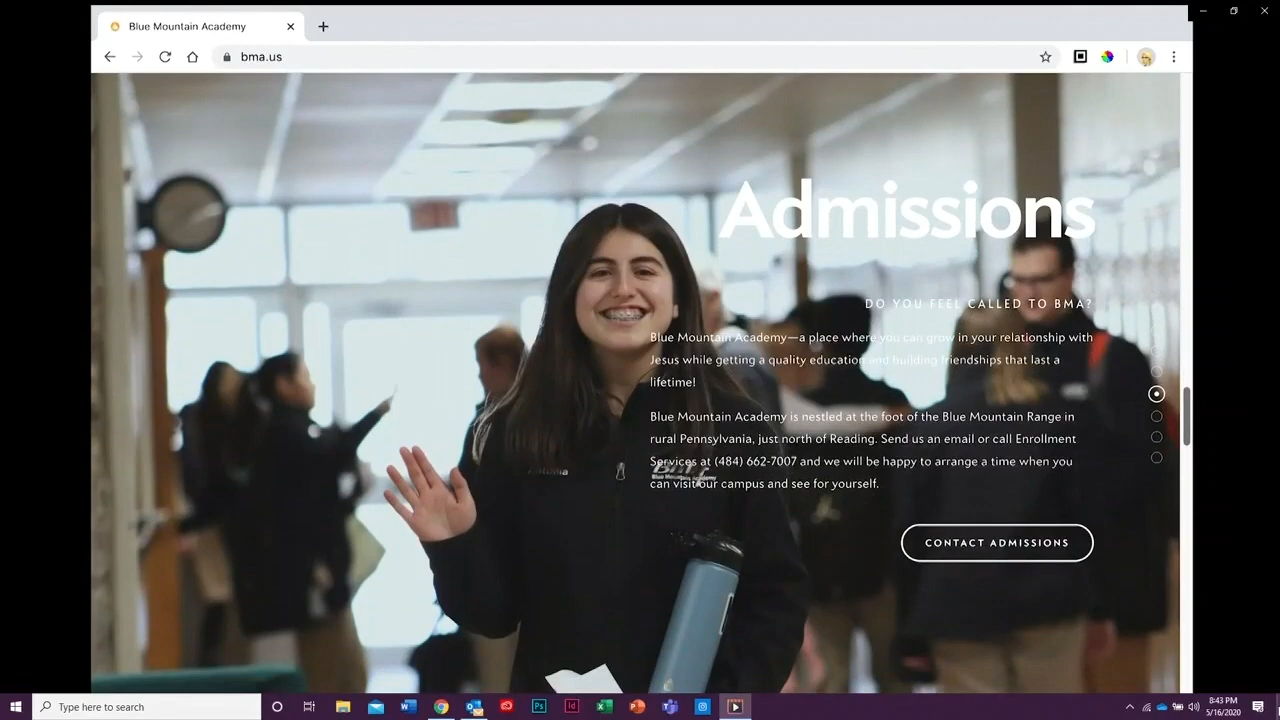 Blue Mountain Academy
bma.us
Admissions
DO YOU FEEL CALLED TO BMA?
Blue Mountain Academy—a place where you can grow in your relationship with
Jesus while getting a quality education and building friendships that last a
lifetime!
Blue Mountain Academy is nestled at the foot of the Blue Mountain Range in
rural Pennsylvania, just north of Reading. Send us an email or call Enrollment
Services at (484) 662-7007 and we will be happy to arrange a time when you
can visit our campus and see for yourself.
Blue Mountain Academy
CONTACT ADMISSIONS
Type here to search
8:43 PM
5/16/2020